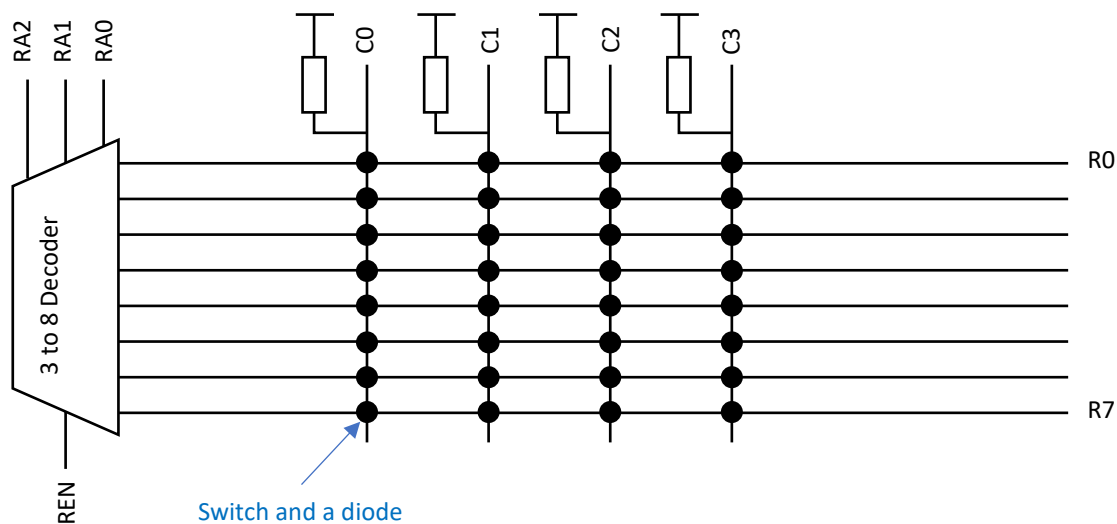 RA2
RA1
RA0
C0
C1
C2
C3
R0
3 to 8 Decoder
R7
REN
Switch and a diode